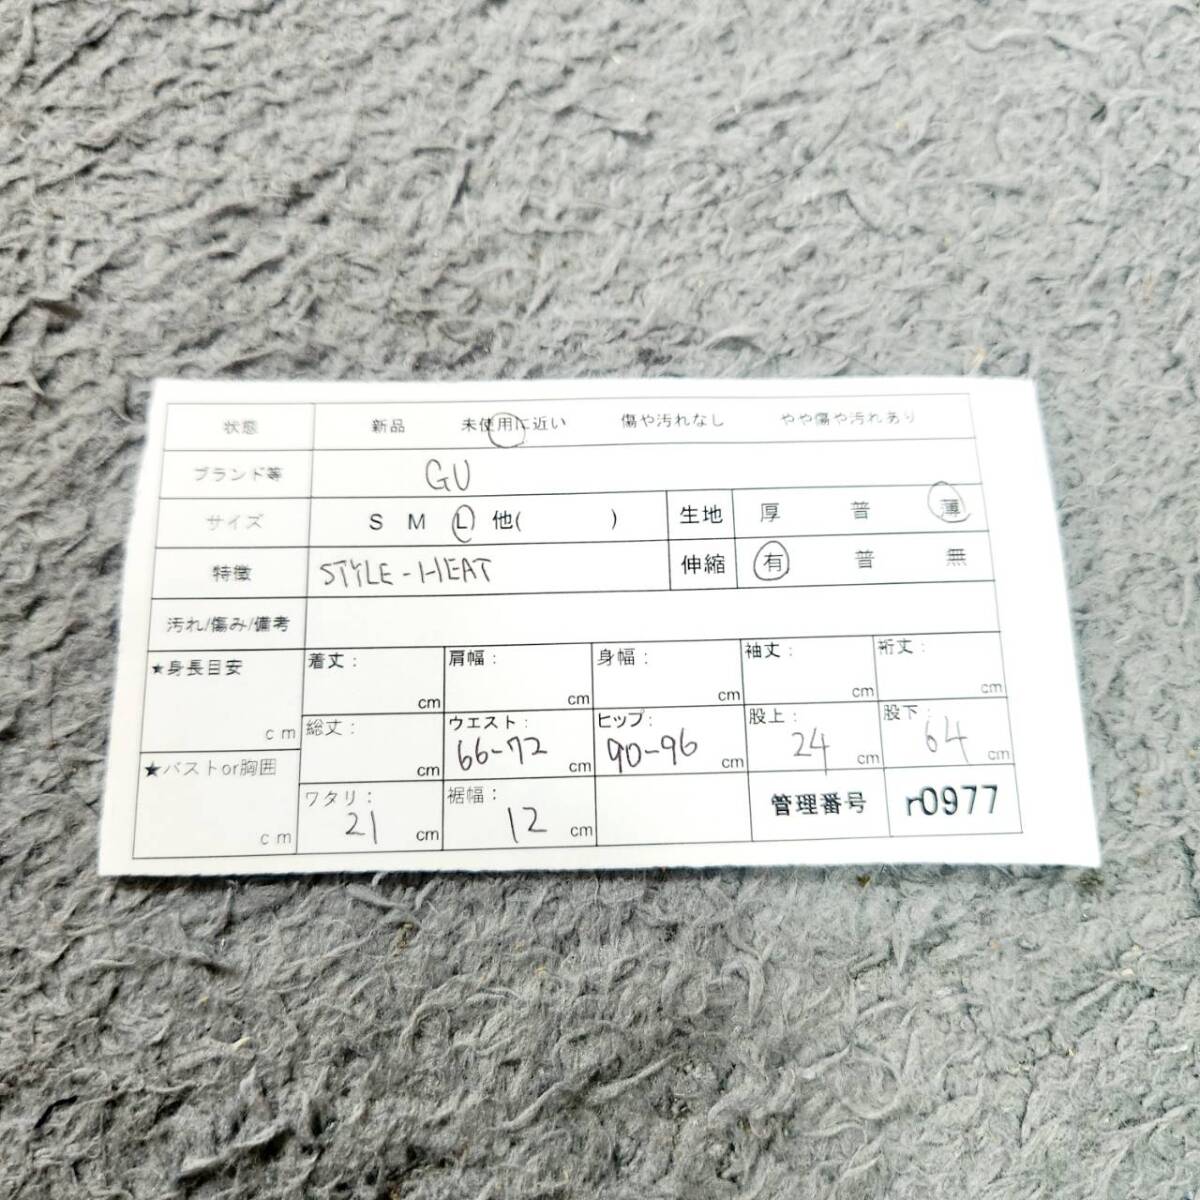 状態 新品 未使用に近い 傷や汚れなし やや傷や汚れあり
ブランド等 GU
サイズ S M L 他( ) 生地 厚 普 薄
特徴 STYLE-HEAT 伸縮 有 普 無
汚れ/傷み/備考
★身長目安 cm
着丈: cm 肩幅: cm 身幅: cm 袖丈: cm 裄丈: cm
総丈: cm ウエスト: 66-72 cm ヒップ: 90-96 cm 股上: 24 cm 股下: 64 cm
★バストor胸囲 cm
ワタリ: 21 cm 裾幅: 12 cm 管理番号 r0977